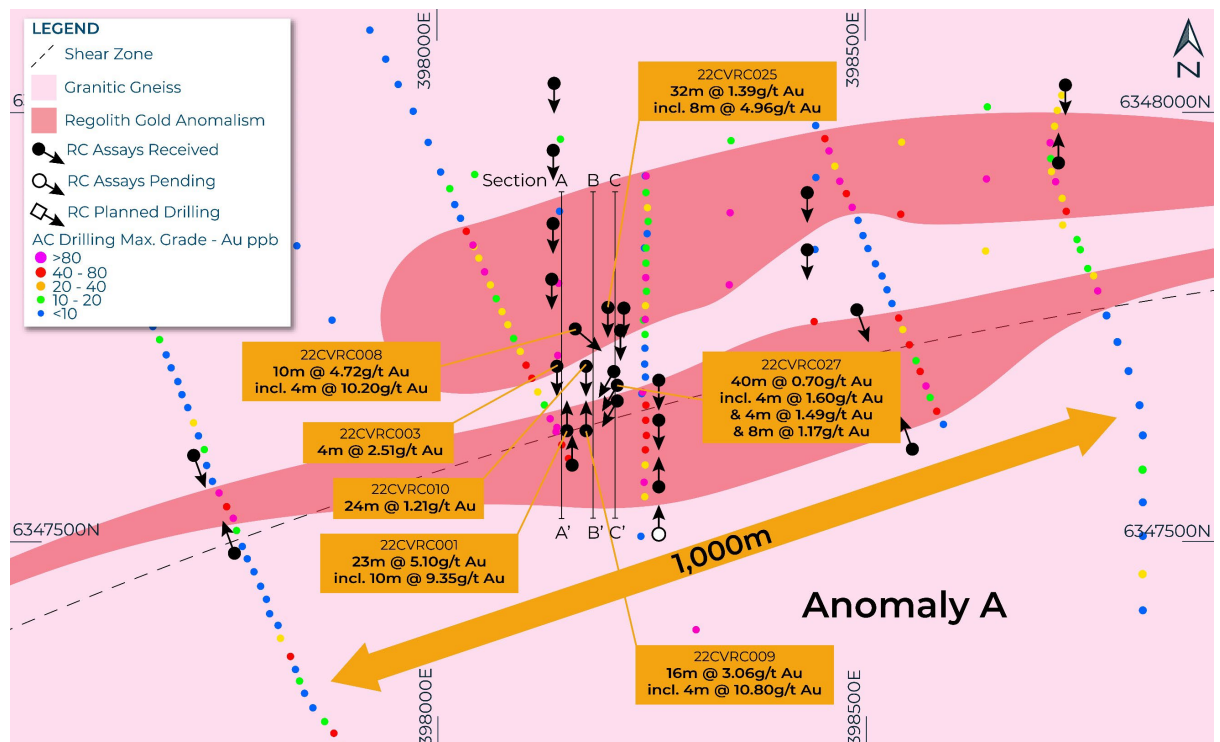 LEGEND
Shear Zone
Granitic Gneiss
Regolith Gold Anomalism
RC Assays Received
RC Assays Pending
RC Planned Drilling
AC Drilling Max. Grade - Au ppb
>80
40 - 80
20 - 40
10 - 20
<10
398000E
398500E
N
6348000N
22CVRC025
32m @ 1.39g/t Au
incl. 8m @ 4.96g/t Au
Section A B C
22CVRC008
10m @ 4.72g/t Au
incl. 4m @ 10.20g/t Au
22CVRC027
40m @ 0.70g/t Au
incl. 4m @ 1.60g/t Au
& 4m @ 1.49g/t Au
& 8m @ 1.17g/t Au
22CVRC003
4m @ 2.51g/t Au
22CVRC010
24m @ 1.21g/t Au
6347500N
A' B' C'
6347500N
22CVRC001
23m @ 5.10g/t Au
incl. 10m @ 9.35g/t Au
1,000m
Anomaly A
22CVRC009
16m @ 3.06g/t Au
incl. 4m @ 10.80g/t Au
398000E
398500E